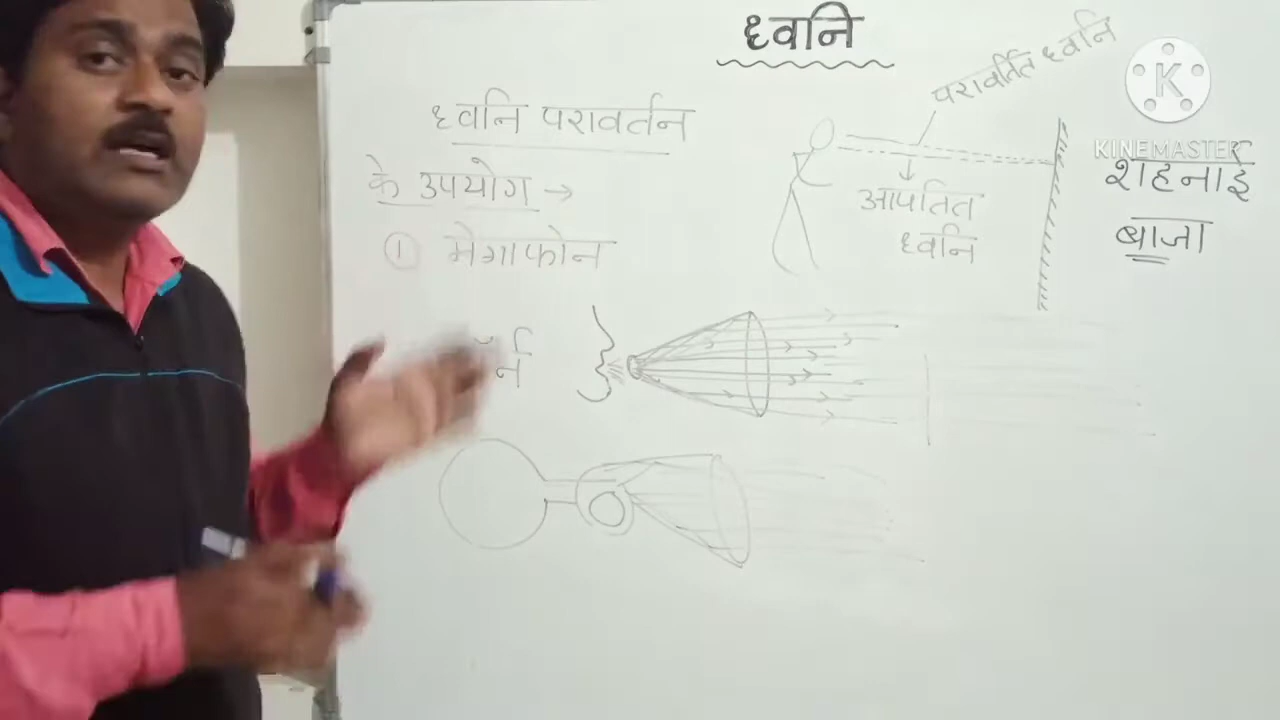 ध्वनि
ध्वनि परावर्तन
के उपयोग →
① मेगाफोन
परावर्तित ध्वनि
आपतित
ध्वनि
K
KINEMASTER
शहनाई
बाजा